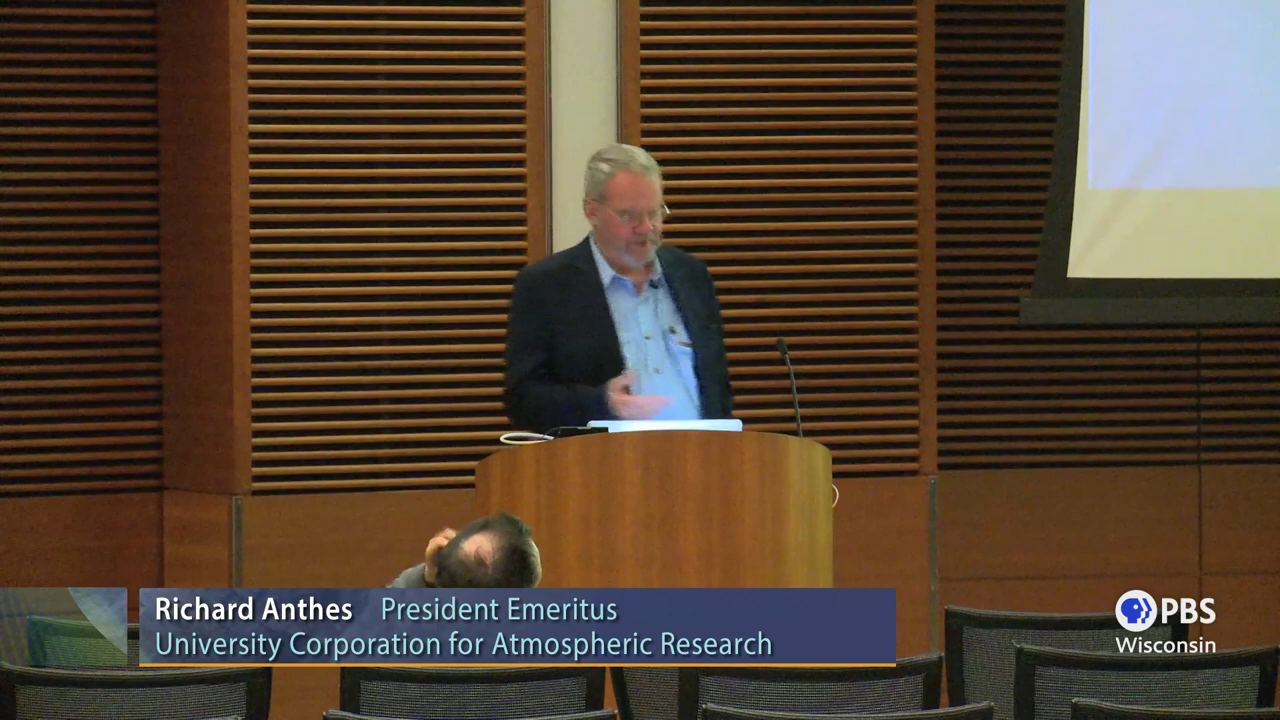 Richard Anthes President Emeritus
University Corporation for Atmospheric Research
PBS
Wisconsin